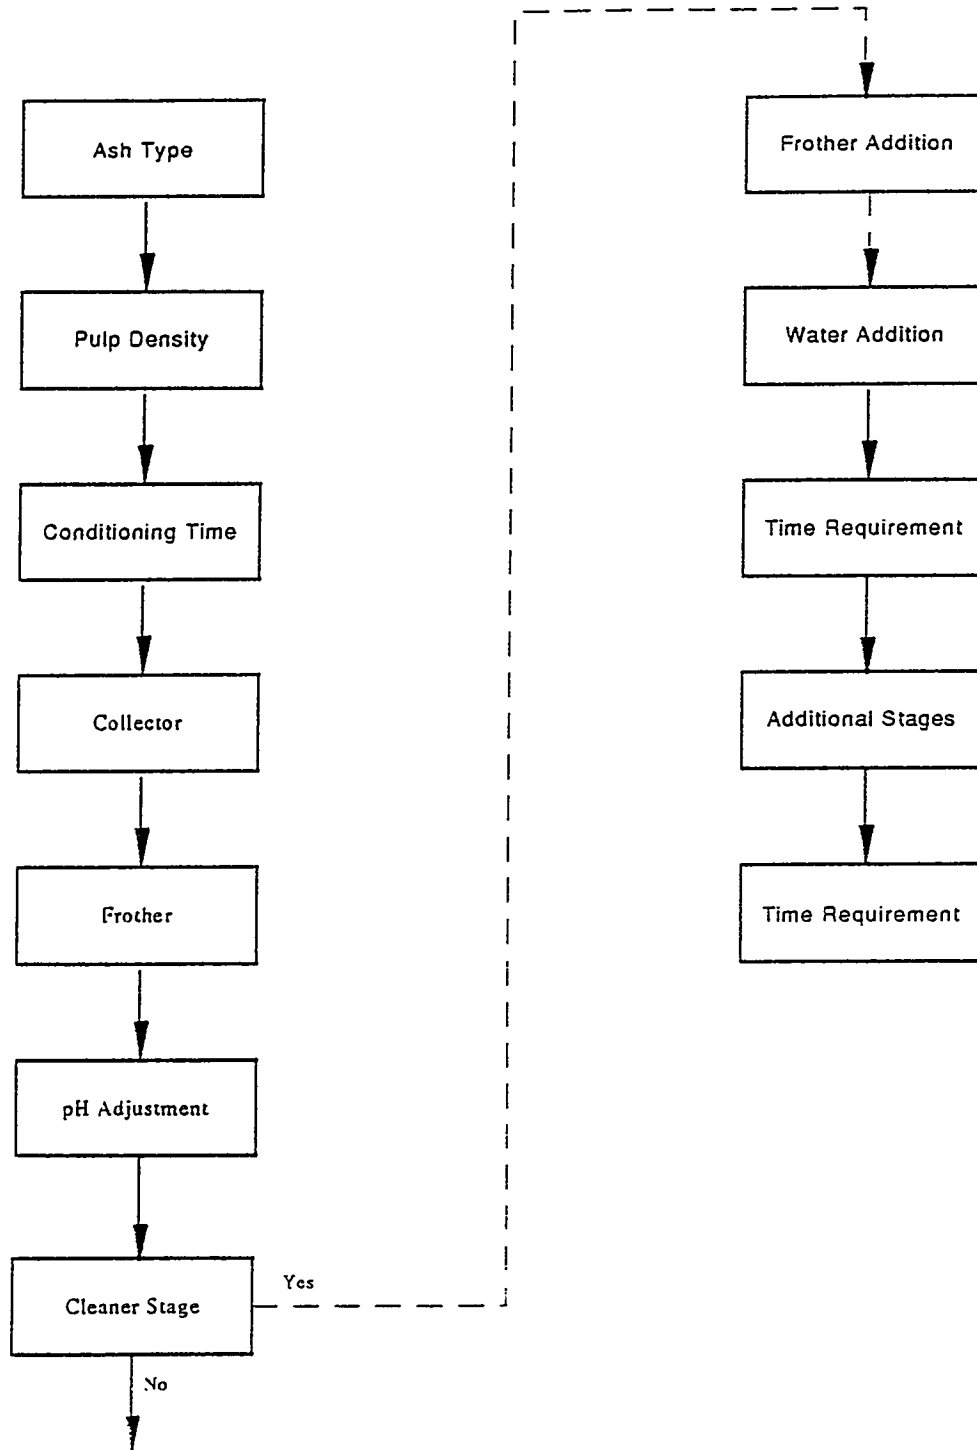 Ash Type
Pulp Density
Conditioning Time
Collector
Frother
pH Adjustment
Cleaner Stage
Yes
No
Frother Addition
Water Addition
Time Requirement
Additional Stages
Time Requirement